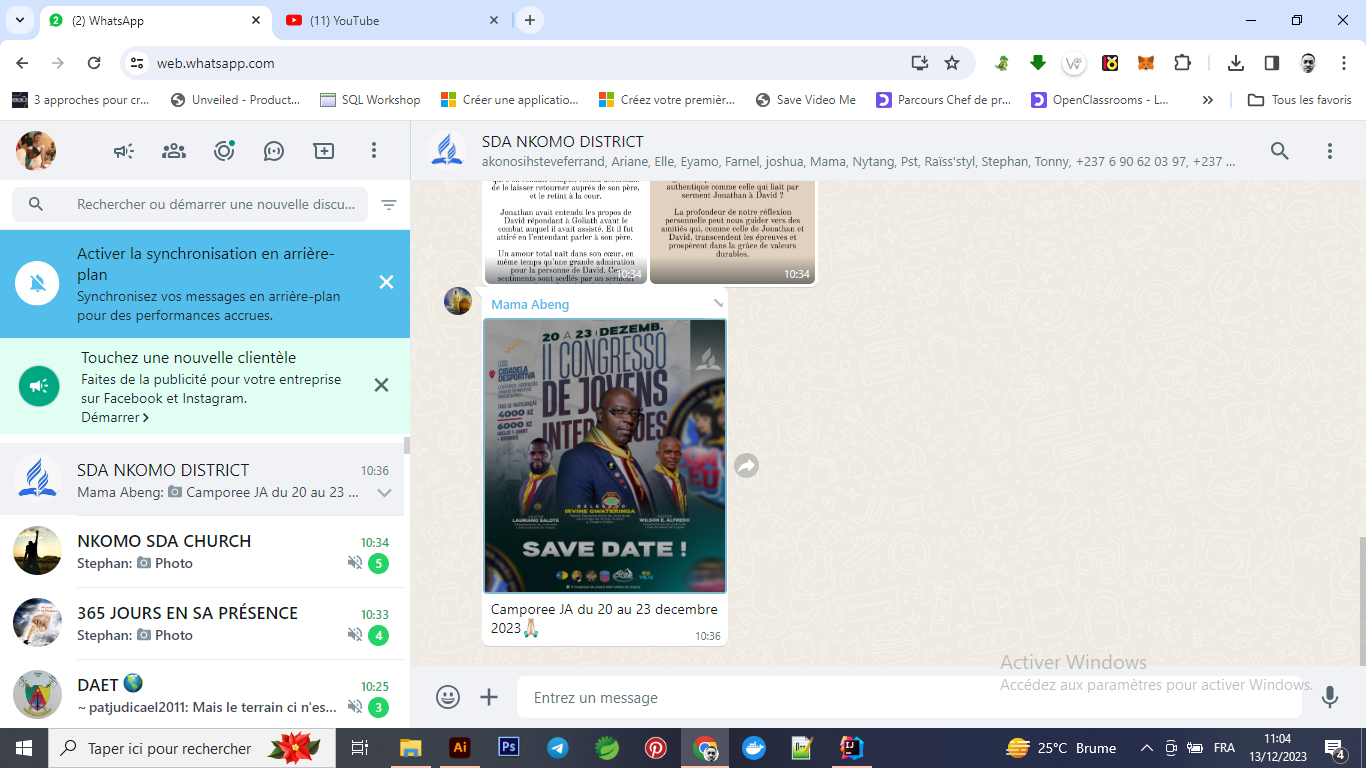 (2) WhatsApp
(11) YouTube
web.whatsapp.com
3 approches pour cr...
Unveiled - Product...
SQL Workshop
Créer une applicatio...
Créez votre premièr...
Save Video Me
Parcours Chef de pr...
OpenClassrooms - L...
Tous les favoris
SDA NKOMO DISTRICT
akonosihsteveferrand, Ariane, Elle, Eyamo, Farnel, joshua, Mama, Nytang, Pst, Raïss'styl, Stephan, Tonny, +237 6 90 62 03 97, +237 ...
Rechercher ou démarrer une nouvelle discu...
Activer la synchronisation en arrière-
plan
Synchronisez vos messages en arrière-plan
pour des performances accrues.
Touchez une nouvelle clientèle
Faites de la publicité pour votre entreprise
sur Facebook et Instagram.
Démarrer
SDA NKOMO DISTRICT
10:36
Mama Abeng: Camporee JA du 20 au 23 ...
NKOMO SDA CHURCH
10:34
Stephan: Photo
5
365 JOURS EN SA PRÉSENCE
10:33
Stephan: Photo
4
DAET
10:25
~ patjudicael2011: Mais le terrain ci n'es...
3
de le laisser retourner auprès de son père,
et le retint à la cour.
Jonathan avait entendu les propos de
David répondant à Goliath avant le
combat auquel il avait assisté. Et il fut
attiré en l'entendant parler à son père.
Un amour total nait dans son cœur, en
même temps qu'une grande admiration
pour la personne de David. Ces
sentiments sont scellés par un serment
10:34
authentique comme celle qui liait par
serment Jonathan à David ?
La profondeur de notre réflexion
personnelle peut nous guider vers des
amitiés qui, comme celle de Jonathan et
David, transcendent les épreuves et
prospèrent dans la grâce de valeurs
durables.
10:34
Mama Abeng
20 A 23 DEZEMB.
II CONGRESSO
DE JOVENS
CIDADELA
DESPORTIVA
4000 KZ
6000 KZ
DELEGADO
IRVINE GWATERINGA
LAURIANO SALOTE
WILSON E. ALFREDO
SAVE DATE !
Camporee JA du 20 au 23 decembre
2023🙏🏻
10:36
Activer Windows
Accédez aux paramètres pour activer Windows.
Entrez un message
Taper ici pour rechercher
Ai
Ps
25°C Brume
FRA
11:04
13/12/2023
4